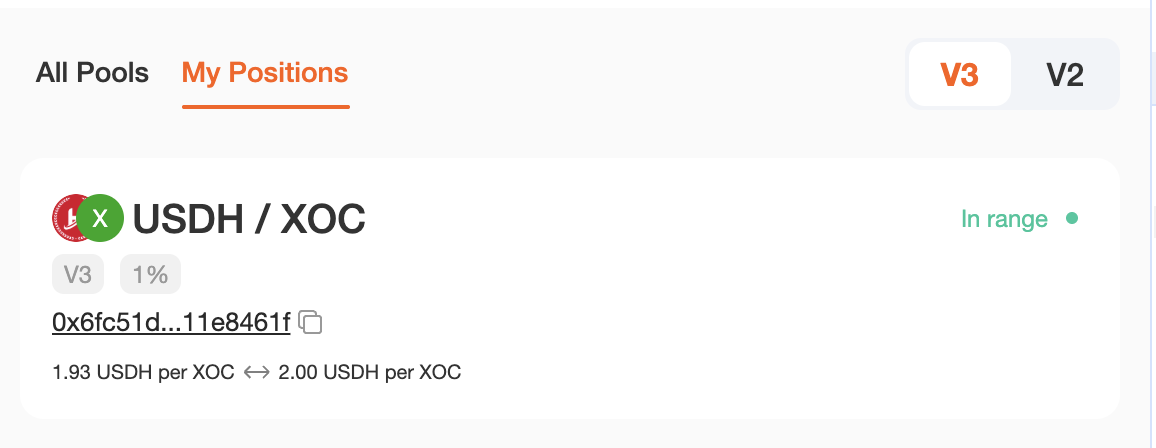 All Pools My Positions V3 V2
X USDH / XOC In range
V3 1%
0x6fc51d...11e8461f
1.93 USDH per XOC ↔ 2.00 USDH per XOC